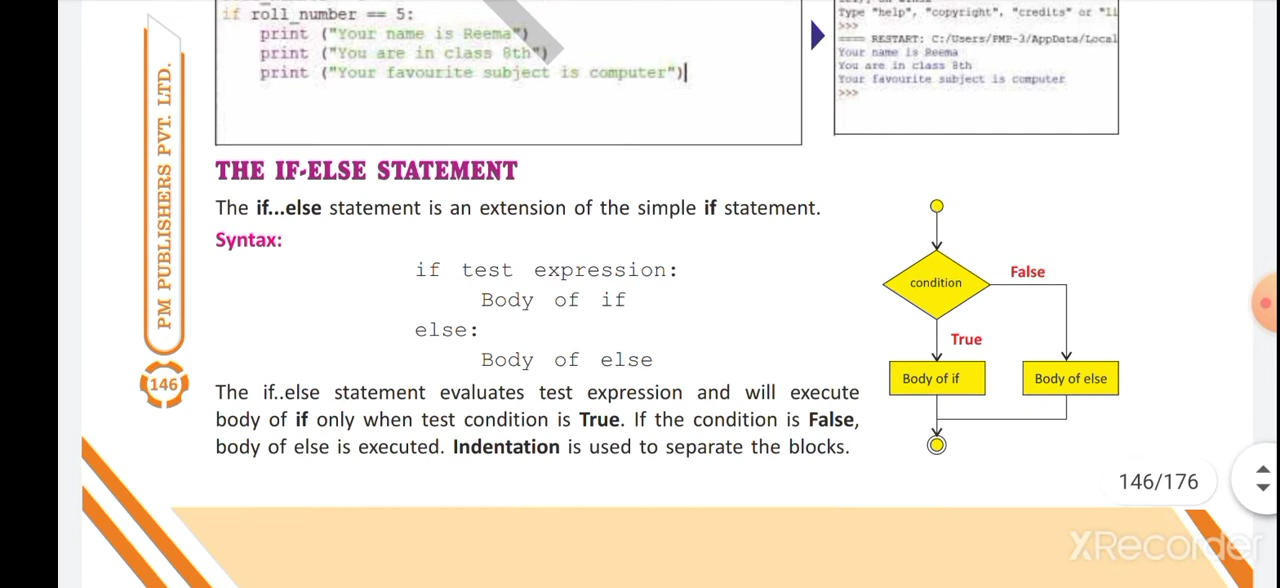 if roll_number == 5:
print ("Your name is Reema")
print ("You are in class 8th")
print ("Your favourite subject is computer")
Type "help", "copyright", "credits" or "li
>>>
==== RESTART: C:/Users/PMP-3/AppData/Local
Your name is Reema
You are in class 8th
Your favourite subject is computer
>>>
PM PUBLISHERS PVT. LTD.
146
THE IF-ELSE STATEMENT
The if...else statement is an extension of the simple if statement.
Syntax:
if test expression:
Body of if
else:
Body of else
The if..else statement evaluates test expression and will execute
body of if only when test condition is True. If the condition is False,
body of else is executed. Indentation is used to separate the blocks.
condition
False
True
Body of if
Body of else
146/176
XRecorder